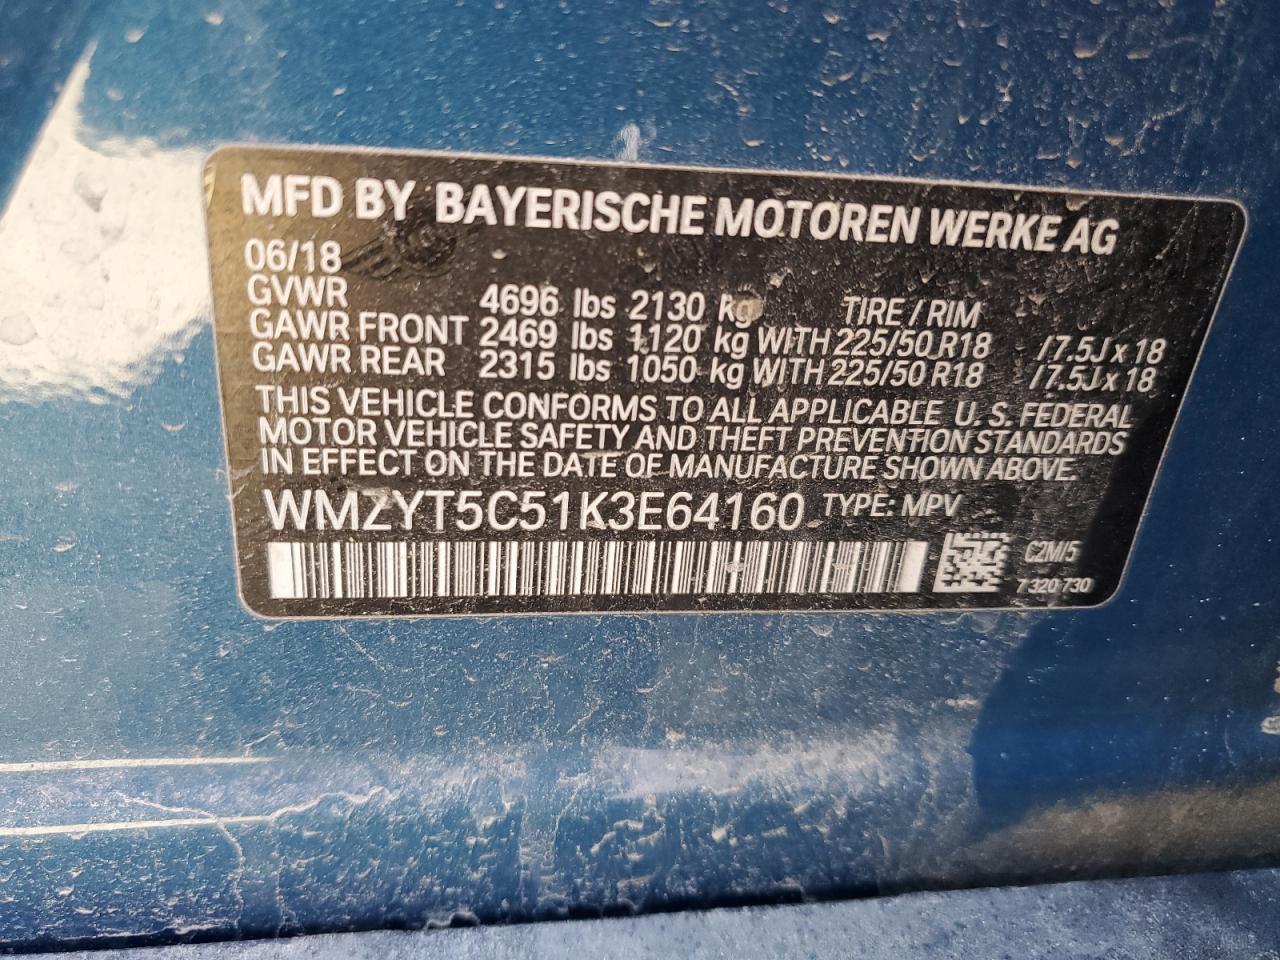 MFD BY BAYERISCHE MOTOREN WERKE AG
06/18
GVWR 4696 lbs 2130 kg TIRE / RIM
GAWR FRONT 2469 lbs 1120 kg WITH 225/50 R18 /7.5J x 18
GAWR REAR 2315 lbs 1050 kg WITH 225/50 R18 /7.5J x 18
THIS VEHICLE CONFORMS TO ALL APPLICABLE U. S. FEDERAL
MOTOR VEHICLE SAFETY AND THEFT PREVENTION STANDARDS
IN EFFECT ON THE DATE OF MANUFACTURE SHOWN ABOVE.
WMZYT5C51K3E64160 TYPE: MPV
C2M/5
7 320 730